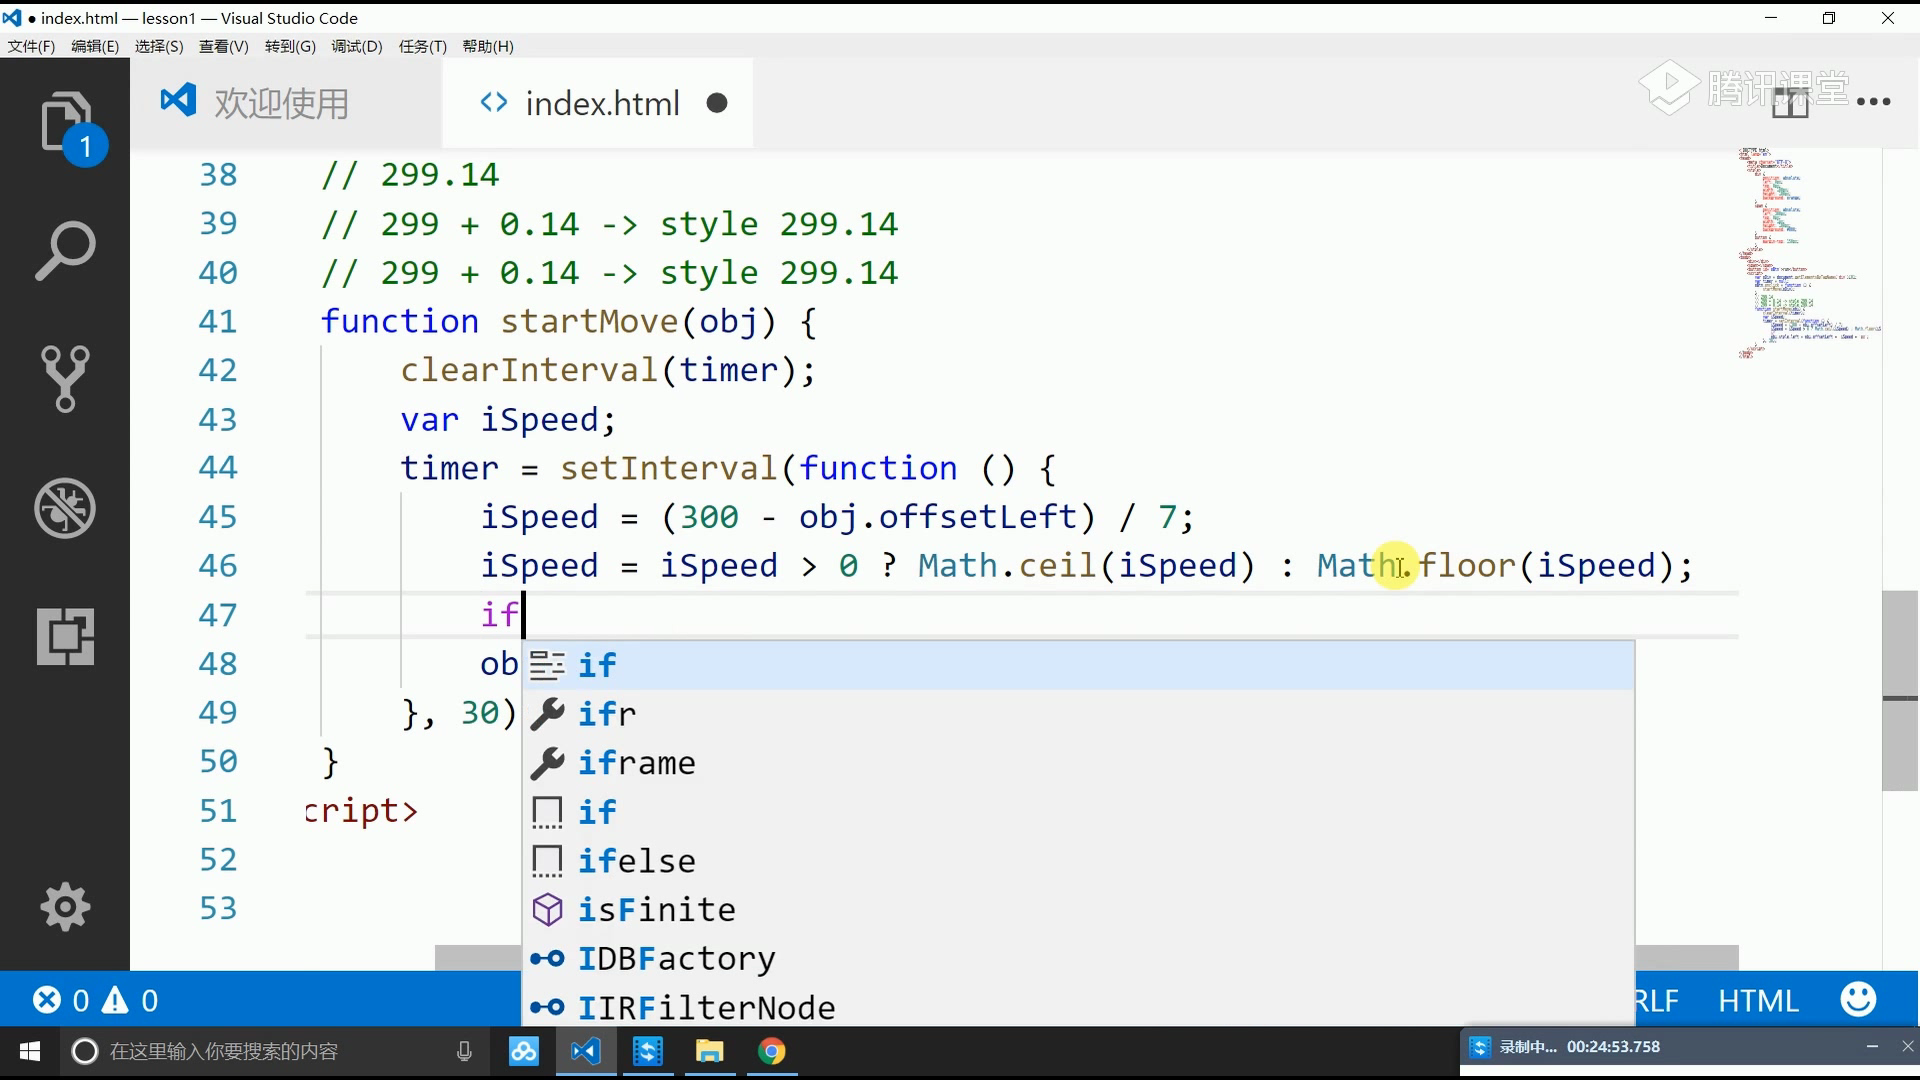 ● index.html — lesson1 — Visual Studio Code
文件(F) 编辑(E) 选择(S) 查看(V) 转到(G) 调试(D) 任务(T) 帮助(H)
欢迎使用 index.html
腾讯课堂
1
38 // 299.14
39 // 299 + 0.14 -> style 299.14
40 // 299 + 0.14 -> style 299.14
41 function startMove(obj) {
42 clearInterval(timer);
43 var iSpeed;
44 timer = setInterval(function () {
45 iSpeed = (300 - obj.offsetLeft) / 7;
46 iSpeed = iSpeed > 0 ? Math.ceil(iSpeed) : Math.floor(iSpeed);
47 if
48 ob
49 }, 30)
50 }
51 cript>
52
53
if
ifr
iframe
if
ifelse
isFinite
IDBFactory
IIRFilterNode
0 0 RLF HTML
在这里输入你要搜索的内容
录制中... 00:24:53.758